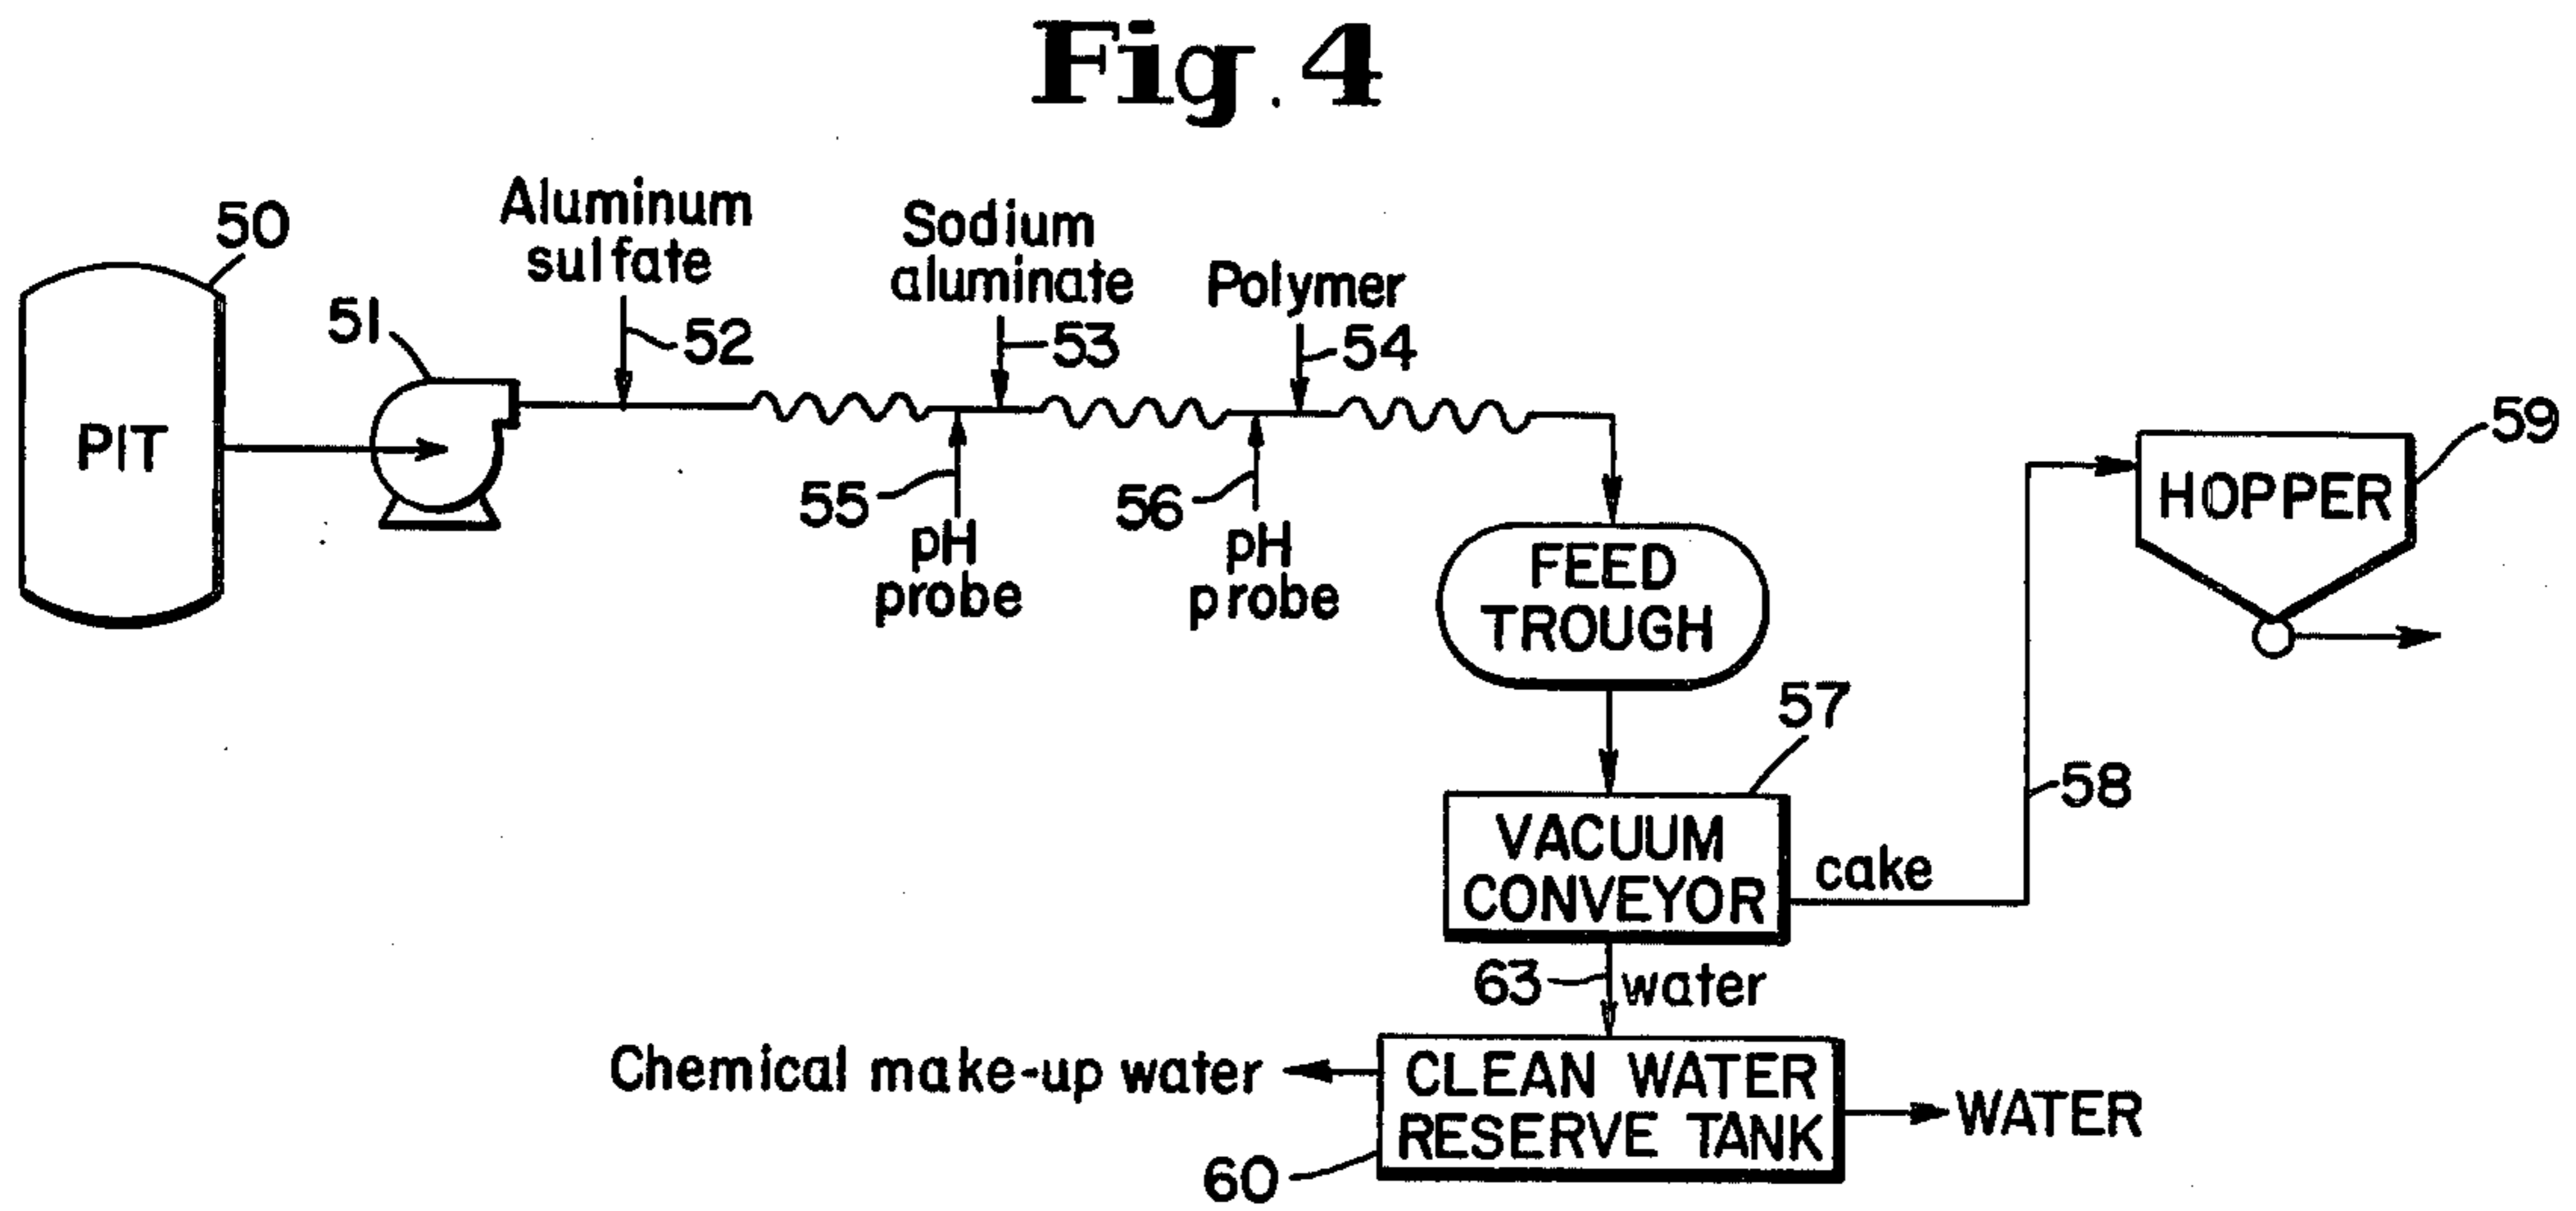 Fig. 4
50
PIT
51
Aluminum
sulfate
52
Sodium
aluminate
53
Polymer
54
55
pH
probe
56
pH
probe
FEED
TROUGH
57
VACUUM
CONVEYOR
cake
58
HOPPER
59
63
water
Chemical make-up water
CLEAN WATER
RESERVE TANK
60
WATER